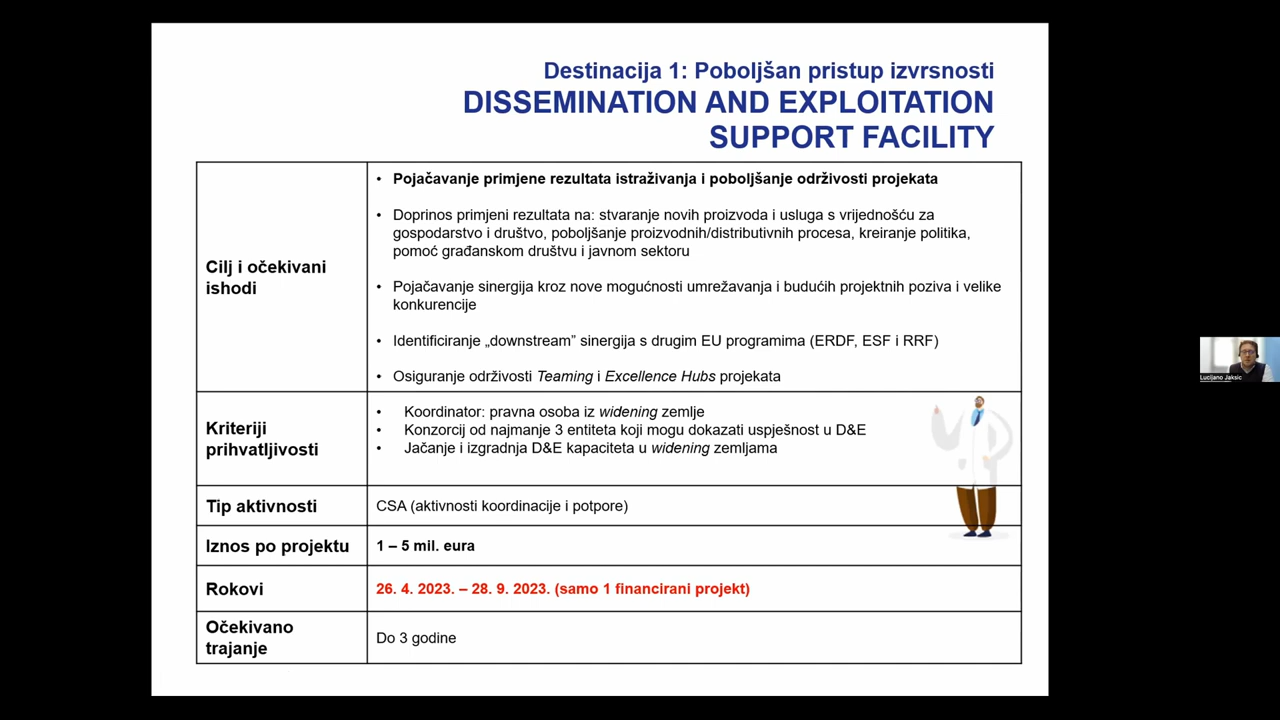 Destinacija 1: Poboljšan pristup izvrsnosti
DISSEMINATION AND EXPLOITATION
SUPPORT FACILITY
Cilj i očekivani
ishodi
• Pojačavanje primjene rezultata istraživanja i poboljšanje održivosti projekata
• Doprinos primjeni rezultata na: stvaranje novih proizvoda i usluga s vrijednošću za
gospodarstvo i društvo, poboljšanje proizvodnih/distributivnih procesa, kreiranje politika,
pomoć građanskom društvu i javnom sektoru
• Pojačavanje sinergija kroz nove mogućnosti umrežavanja i budućih projektnih poziva i velike
konkurencije
• Identificiranje „downstream” sinergija s drugim EU programima (ERDF, ESF i RRF)
• Osiguranje održivosti Teaming i Excellence Hubs projekata
Kriteriji
prihvatljivosti
• Koordinator: pravna osoba iz widening zemlje
• Konzorcij od najmanje 3 entiteta koji mogu dokazati uspješnost u D&E
• Jačanje i izgradnja D&E kapaciteta u widening zemljama
Tip aktivnosti
CSA (aktivnosti koordinacije i potpore)
Iznos po projektu
1 – 5 mil. eura
Rokovi
26. 4. 2023. – 28. 9. 2023. (samo 1 financirani projekt)
Očekivano
trajanje
Do 3 godine
Lucijano Jaksic